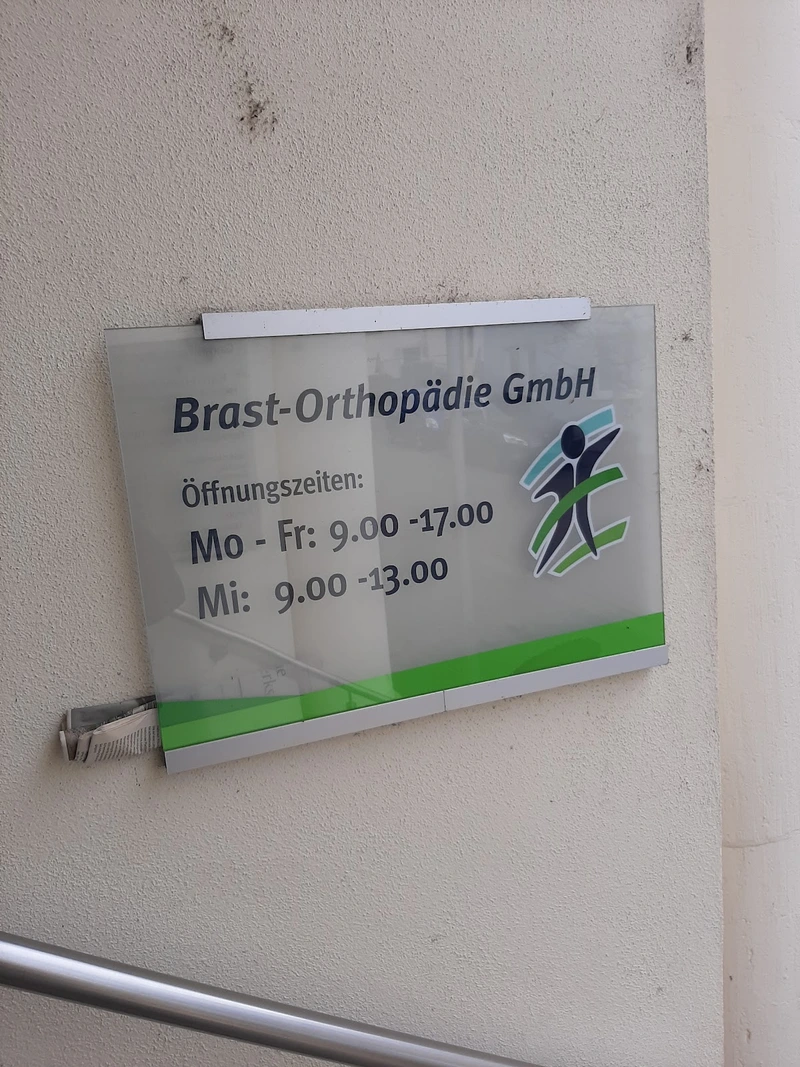 Brast-Orthopädie GmbH
Öffnungszeiten:
Mo - Fr: 9.00 -17.00
Mi: 9.00 -13.00